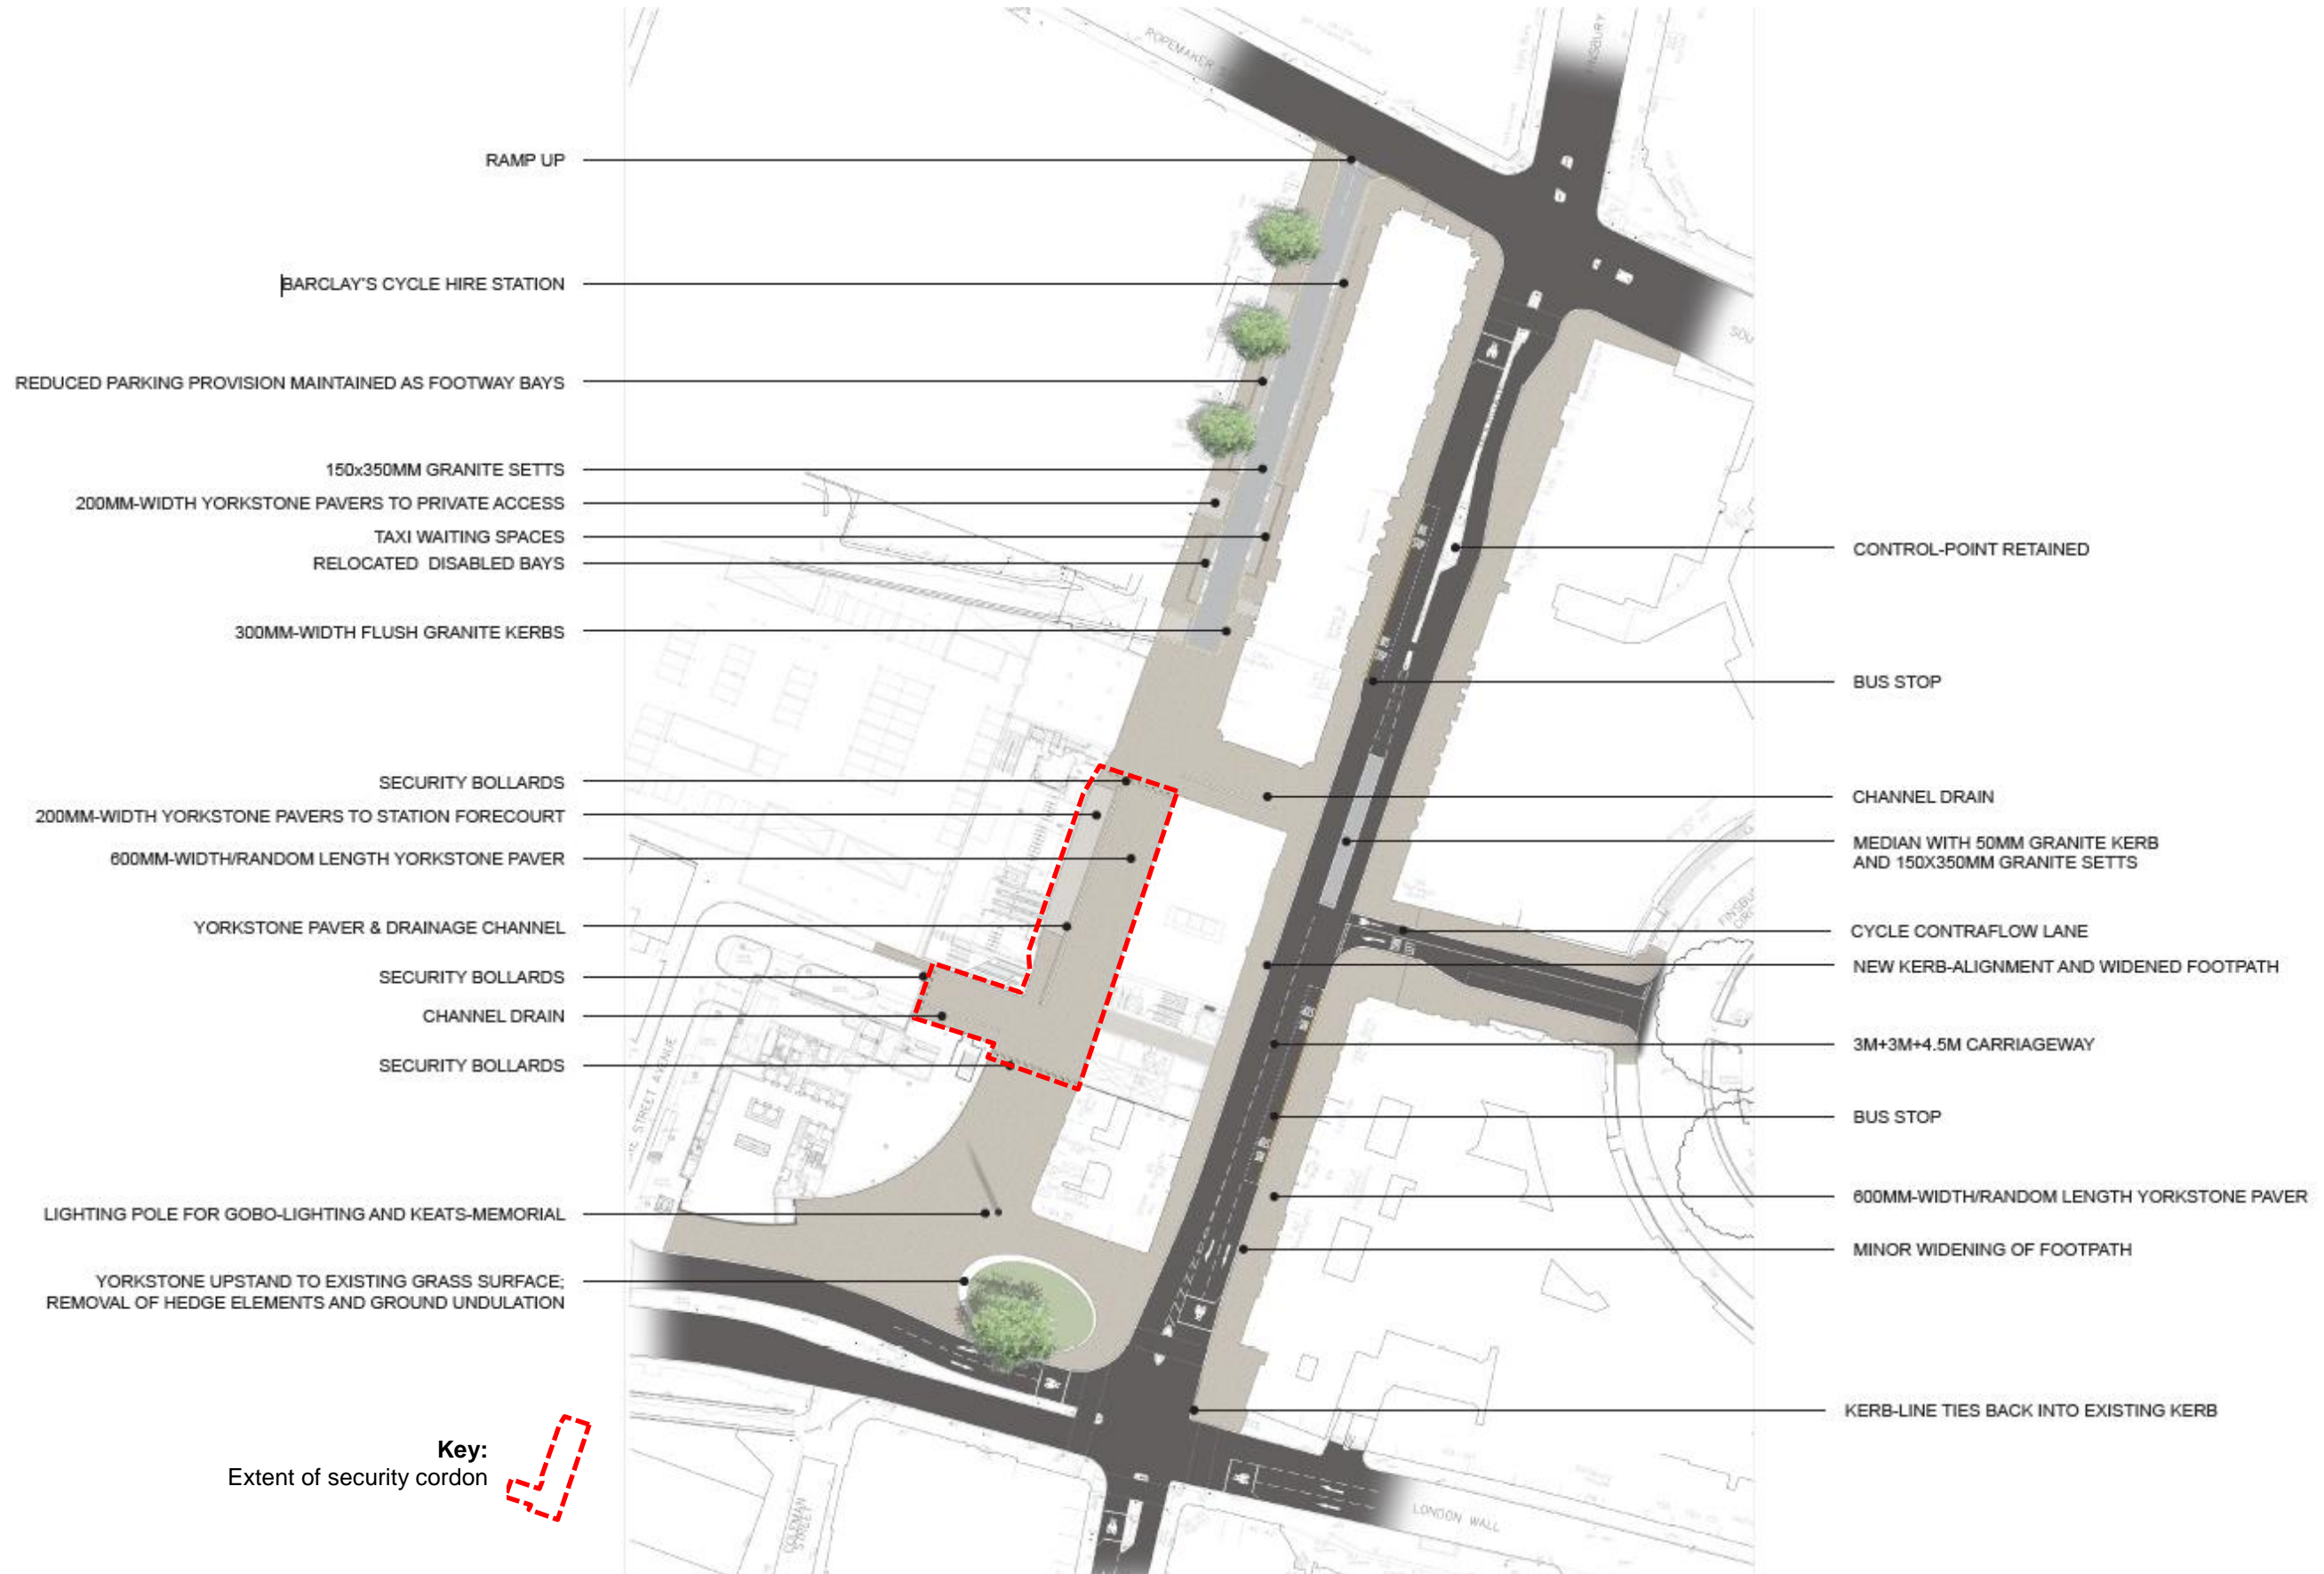 ROPEMAKER
FINSBURY
RAMP UP
BARCLAY'S CYCLE HIRE STATION
REDUCED PARKING PROVISION MAINTAINED AS FOOTWAY BAYS
150x350MM GRANITE SETTS
200MM-WIDTH YORKSTONE PAVERS TO PRIVATE ACCESS
TAXI WAITING SPACES
RELOCATED DISABLED BAYS
300MM-WIDTH FLUSH GRANITE KERBS
SECURITY BOLLARDS
200MM-WIDTH YORKSTONE PAVERS TO STATION FORECOURT
600MM-WIDTH/RANDOM LENGTH YORKSTONE PAVER
YORKSTONE PAVER & DRAINAGE CHANNEL
SECURITY BOLLARDS
CHANNEL DRAIN
SECURITY BOLLARDS
LIGHTING POLE FOR GOBO-LIGHTING AND KEATS-MEMORIAL
YORKSTONE UPSTAND TO EXISTING GRASS SURFACE;
REMOVAL OF HEDGE ELEMENTS AND GROUND UNDULATION
Key:
Extent of security cordon
SOU
STREET AVENUE
COLEMAN
STREET
LONDON WALL
FINSBU
CIRC
CONTROL-POINT RETAINED
BUS STOP
CHANNEL DRAIN
MEDIAN WITH 50MM GRANITE KERB
AND 150X350MM GRANITE SETTS
CYCLE CONTRAFLOW LANE
NEW KERB-ALIGNMENT AND WIDENED FOOTPATH
3M+3M+4.5M CARRIAGEWAY
BUS STOP
600MM-WIDTH/RANDOM LENGTH YORKSTONE PAVER
MINOR WIDENING OF FOOTPATH
KERB-LINE TIES BACK INTO EXISTING KERB